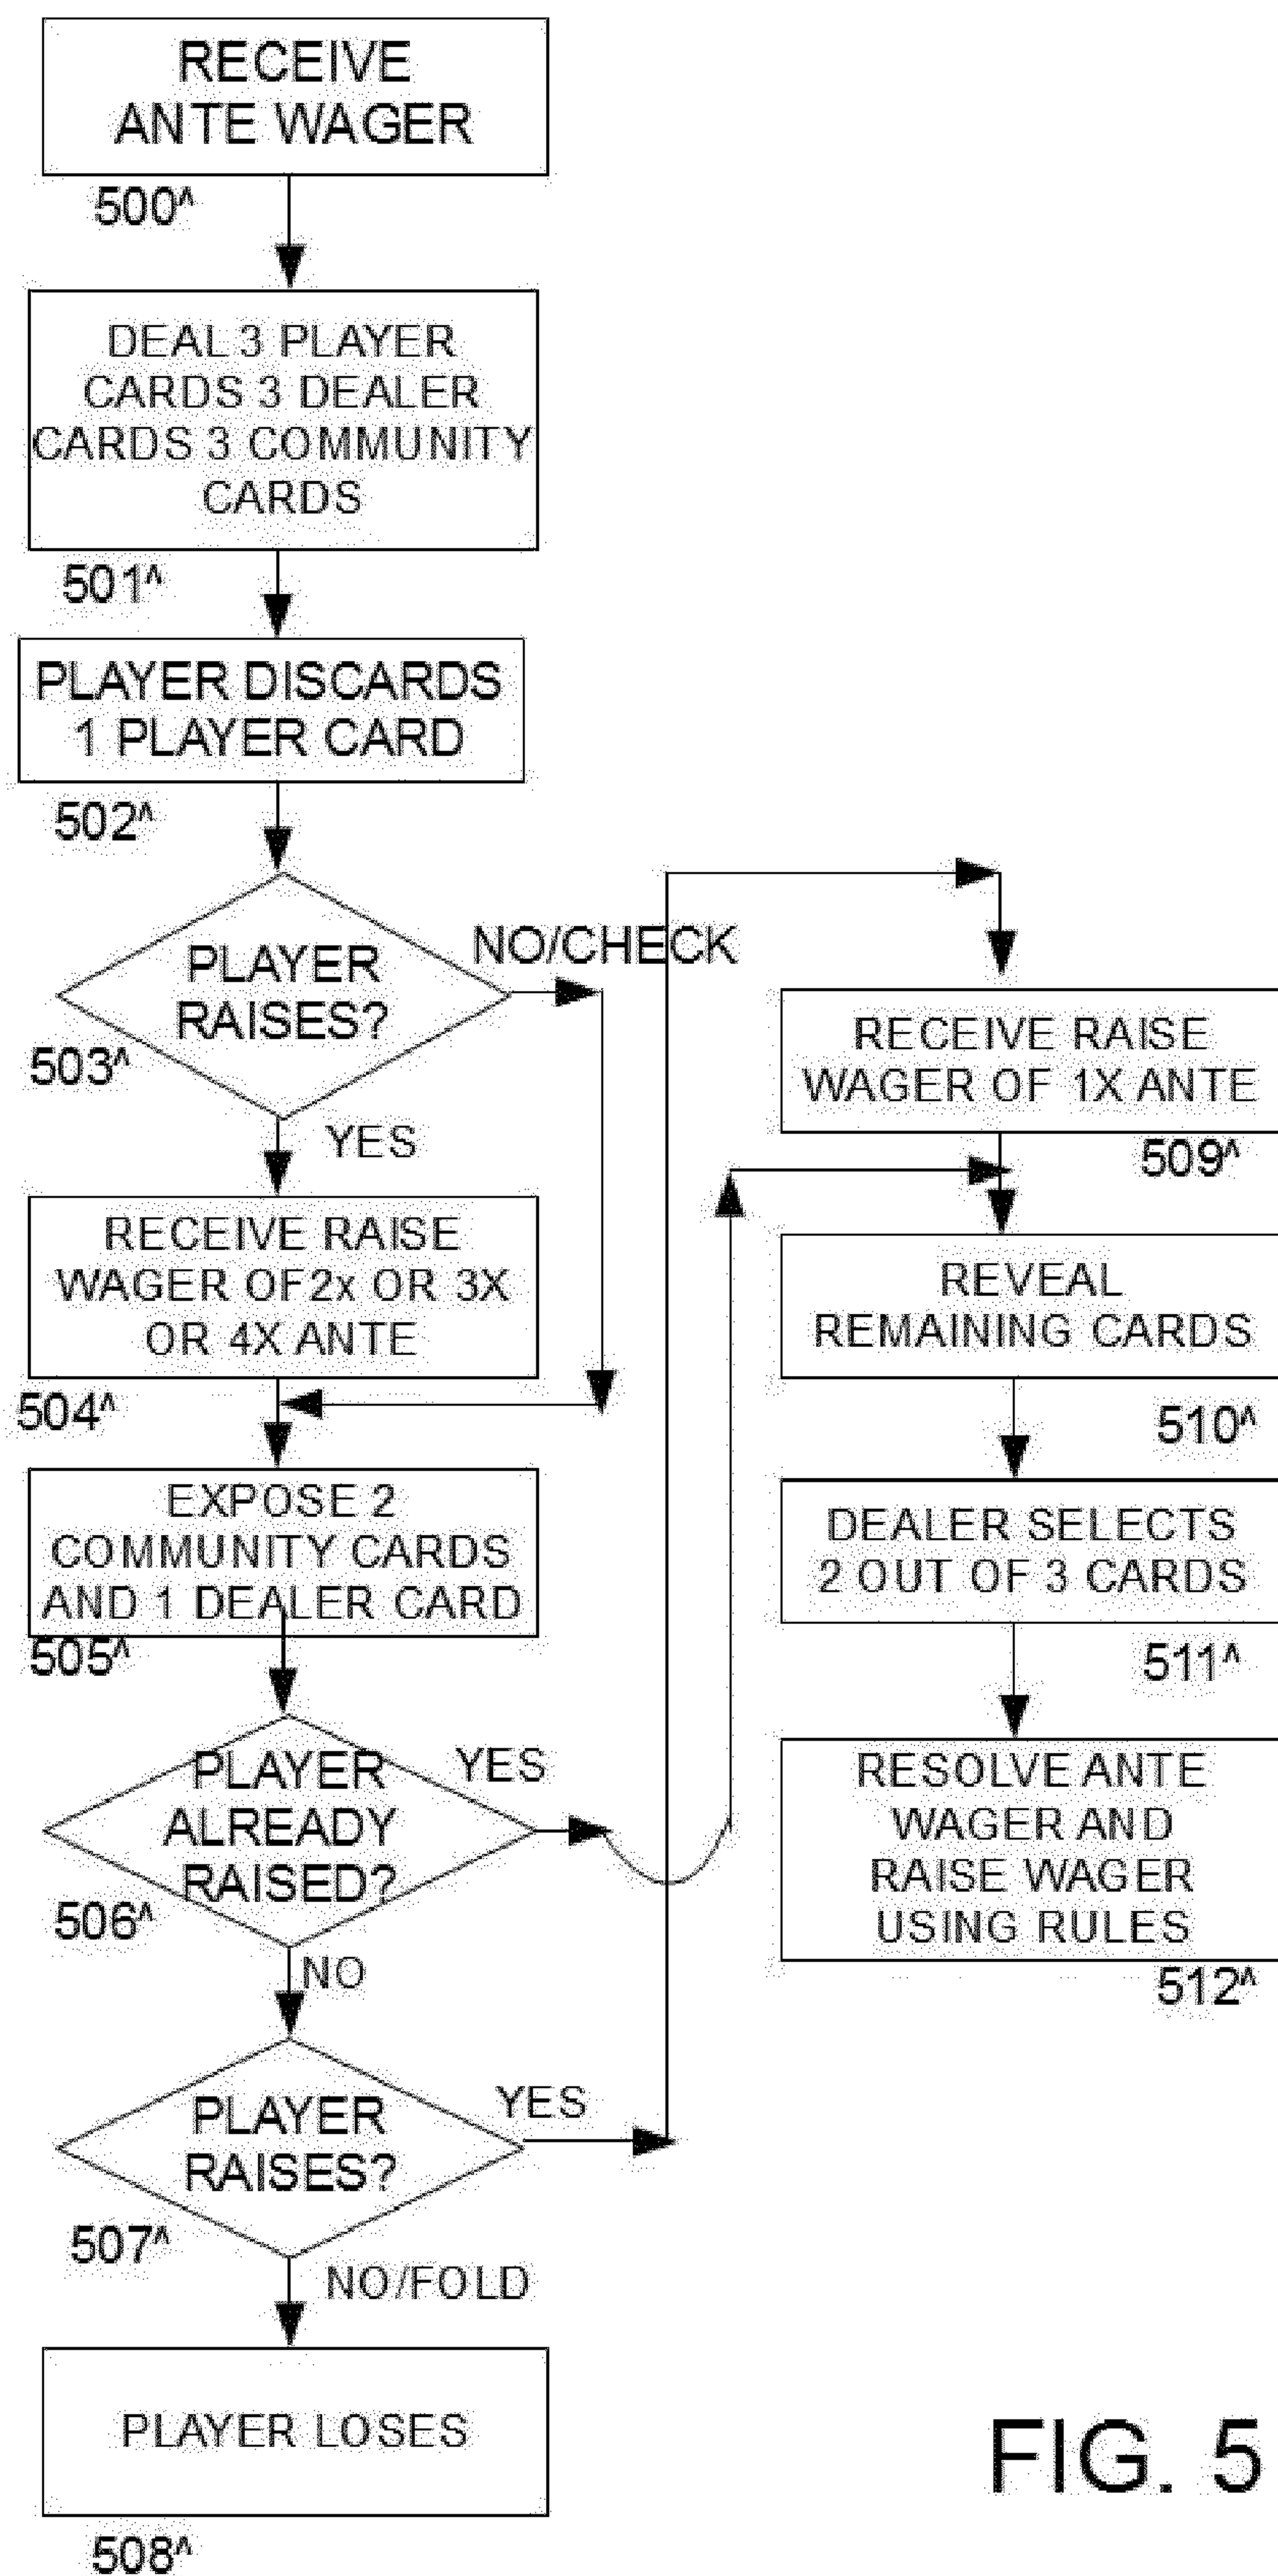 RECEIVE
ANTE WAGER
500^
DEAL 3 PLAYER
CARDS 3 DEALER
CARDS 3 COMMUNITY
CARDS
501^
PLAYER DISCARDS
1 PLAYER CARD
502^
PLAYER
RAISES?
NO/CHECK
503^
YES
RECEIVE RAISE
WAGER OF2x OR 3X
OR 4X ANTE
504^
EXPOSE 2
COMMUNITY CARDS
AND 1 DEALER CARD
505^
PLAYER
ALREADY
RAISED?
YES
506^
NO
PLAYER
RAISES?
YES
507^
NO/FOLD
PLAYER LOSES
508^
RECEIVE RAISE
WAGER OF 1X ANTE
509^
REVEAL
REMAINING CARDS
510^
DEALER SELECTS
2 OUT OF 3 CARDS
511^
RESOLVE ANTE
WAGER AND
RAISE WAGER
USING RULES
512^
FIG. 5